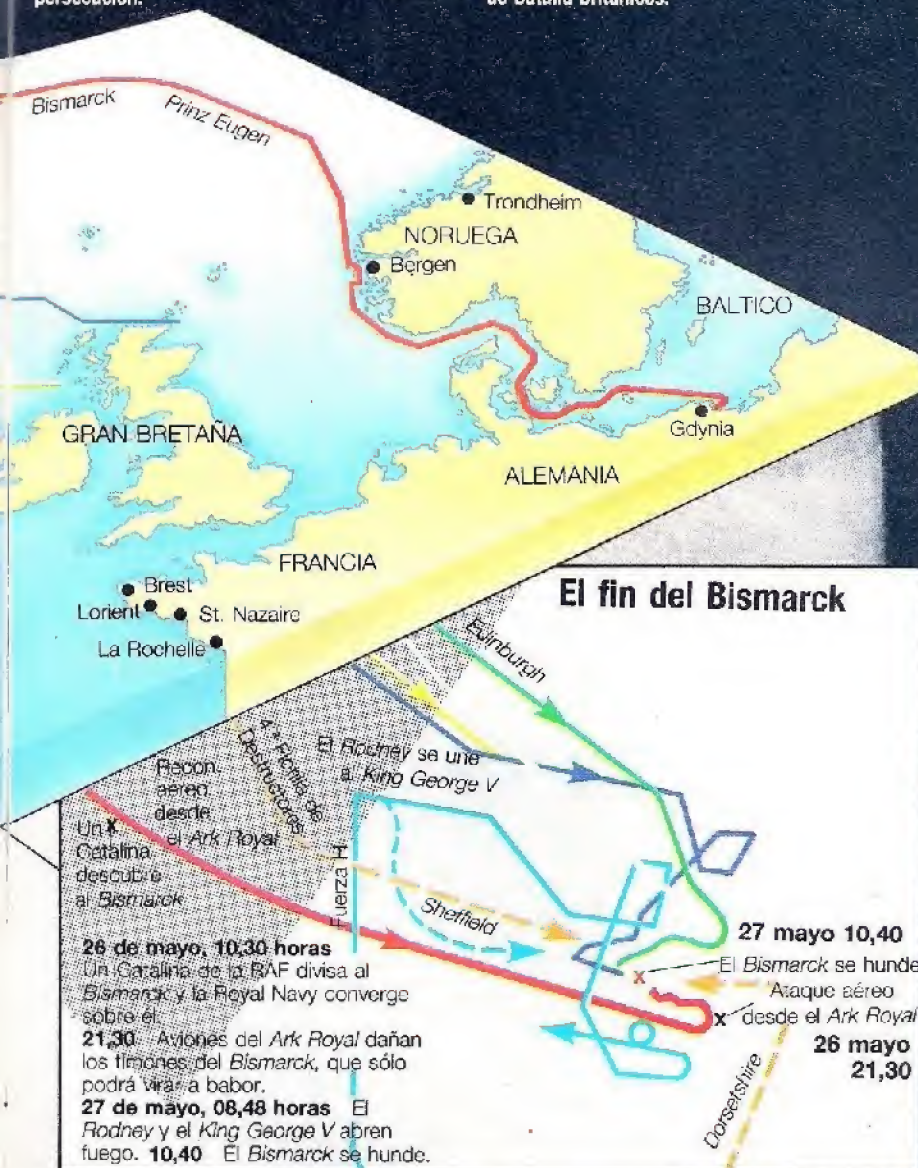 persecución.
de batalla británicos.
Bismarck
Prinz Eugen
Trondheim
NORUEGA
Bergen
BALTICO
GRAN BRETAÑA
Gdynia
ALEMANIA
FRANCIA
Brest
Lorient
St. Nazaire
La Rochelle
El fin del Bismarck
Edinburgh
El Rodney se une
al King George V
4.ª Flotilla de
Destructores
Recon.
aéreo
desde
el Ark Royal
Un
Catalina
descubre
al Bismarck
Fuerza H
Sheffield
26 de mayo, 10,30 horas
Un Catalina de la RAF divisa al
Bismarck y la Royal Navy converge
sobre él.
21,30 Aviones del Ark Royal dañan
los timones del Bismarck, que sólo
podrá virar a babor.
27 de mayo, 08,48 horas El
Rodney y el King George V abren
fuego. 10,40 El Bismarck se hunde.
27 mayo 10,40
El Bismarck se hunde
Ataque aéreo
desde el Ark Royal
26 mayo
21,30
Dorsetshire